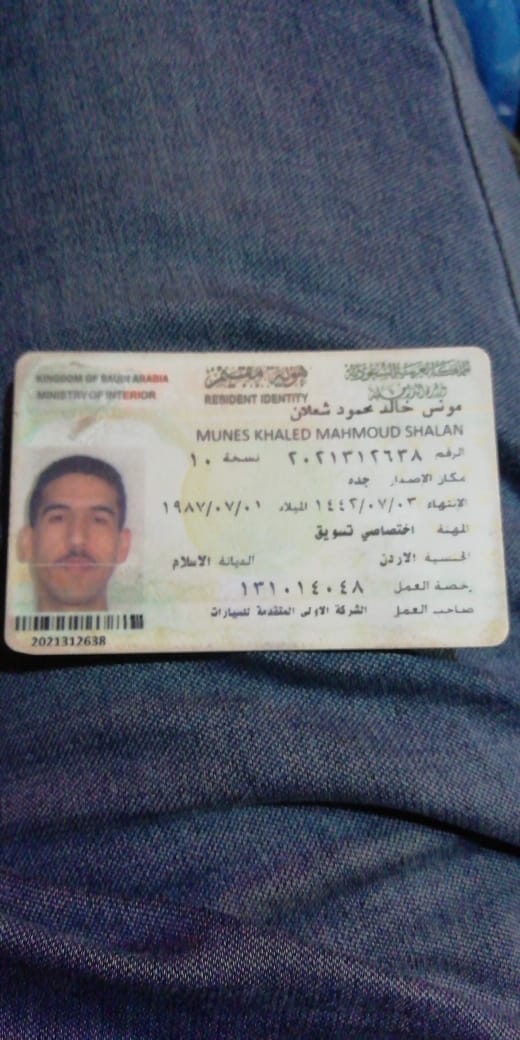 KINGDOM OF SAUDI ARABIA
MINISTRY OF INTERIOR
هوية مقيم
RESIDENT IDENTITY
المملكة العربية السعودية
وزارة الداخلية
مونس خالد محمود شعلان
MUNES KHALED MAHMOUD SHALAN
الرقم ٢٠٢١٣١٢٦٣٨ نسخة ١٠
مكان الاصدار جده
الانتهاء ١٤٤٢/٠٧/٠٣ الميلاد ١٩٨٧/٠٧/٠١
المهنة اختصاصي تسويق
الجنسية الاردن الديانة الاسلام
رخصة العمل ١٣١٠١٤٠٤٨
صاحب العمل الشركة الاولى المتقدمة للسيارات
2021312638